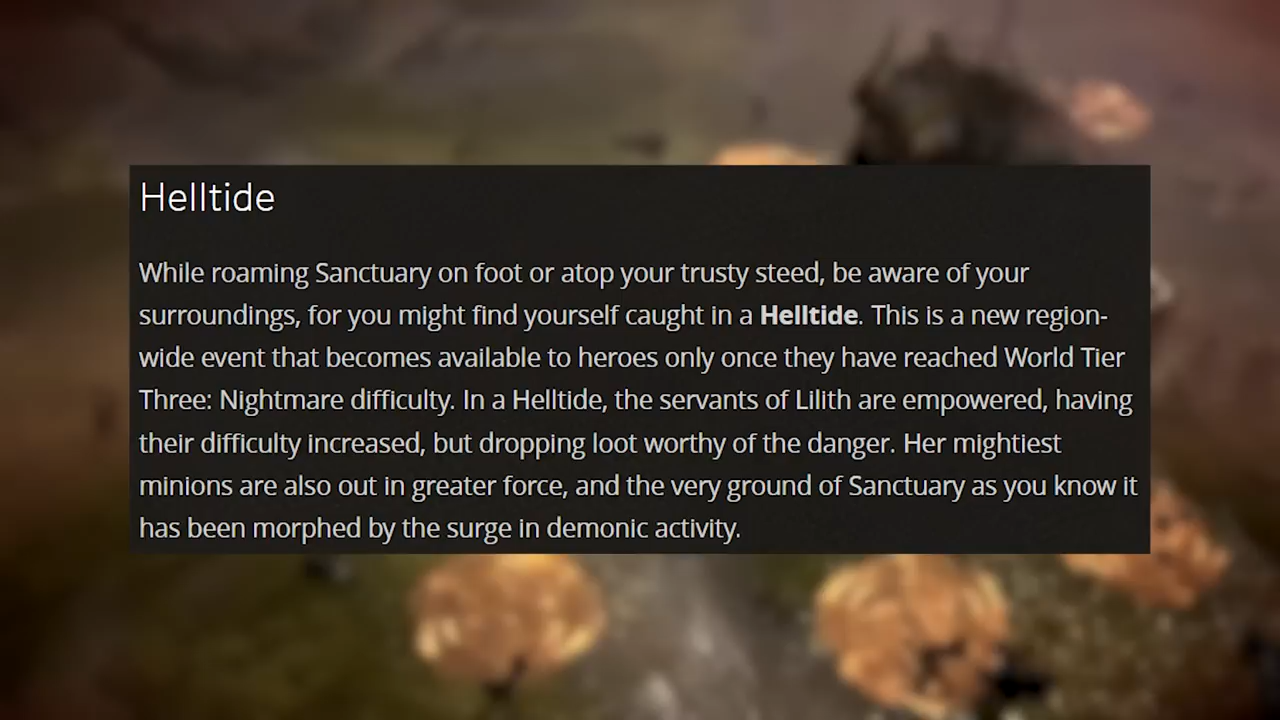 Helltide
While roaming Sanctuary on foot or atop your trusty steed, be aware of your
surroundings, for you might find yourself caught in a Helltide. This is a new region-
wide event that becomes available to heroes only once they have reached World Tier
Three: Nightmare difficulty. In a Helltide, the servants of Lilith are empowered, having
their difficulty increased, but dropping loot worthy of the danger. Her mightiest
minions are also out in greater force, and the very ground of Sanctuary as you know it
has been morphed by the surge in demonic activity.